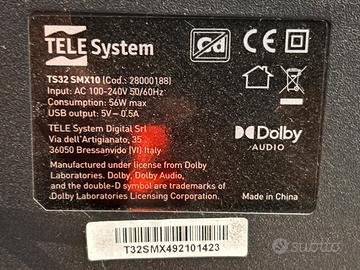 TELE System
Cd
CE
TS32 SMX10 (Cod.: 28000188)
Input: AC 100-240V 50/60Hz
Consumption: 56W max
USB output: 5V⎓0.5A
TELE System Digital Srl
Via dell'Artigianato, 35
36050 Bressanvido (VI) Italy
Dolby
AUDIO
Manufactured under license from Dolby
Laboratories. Dolby, Dolby Audio,
and the double-D symbol are trademarks of
Dolby Laboratories Licensing Corporation.
Made in China
T32SMX492101423
subito